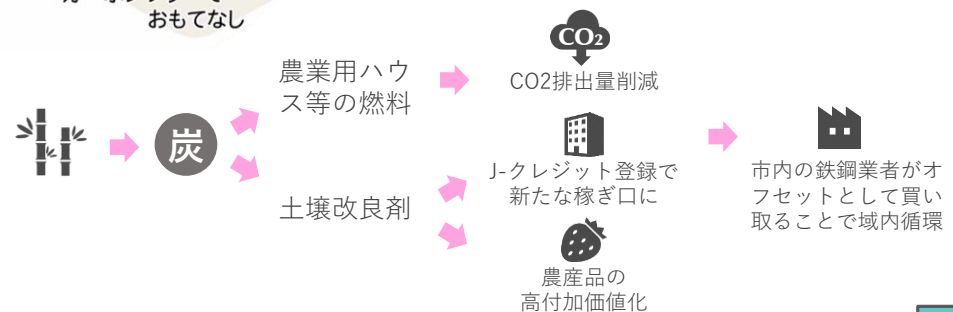 おもてなし
CO2
農業用ハウ
ス等の燃料
CO2排出量削減
炭
J-クレジット登録で
新たな稼ぎ口に
市内の鉄鋼業者がオ
フセットとして買い
取ることで域内循環
土壌改良剤
農産品の
高付加価値化